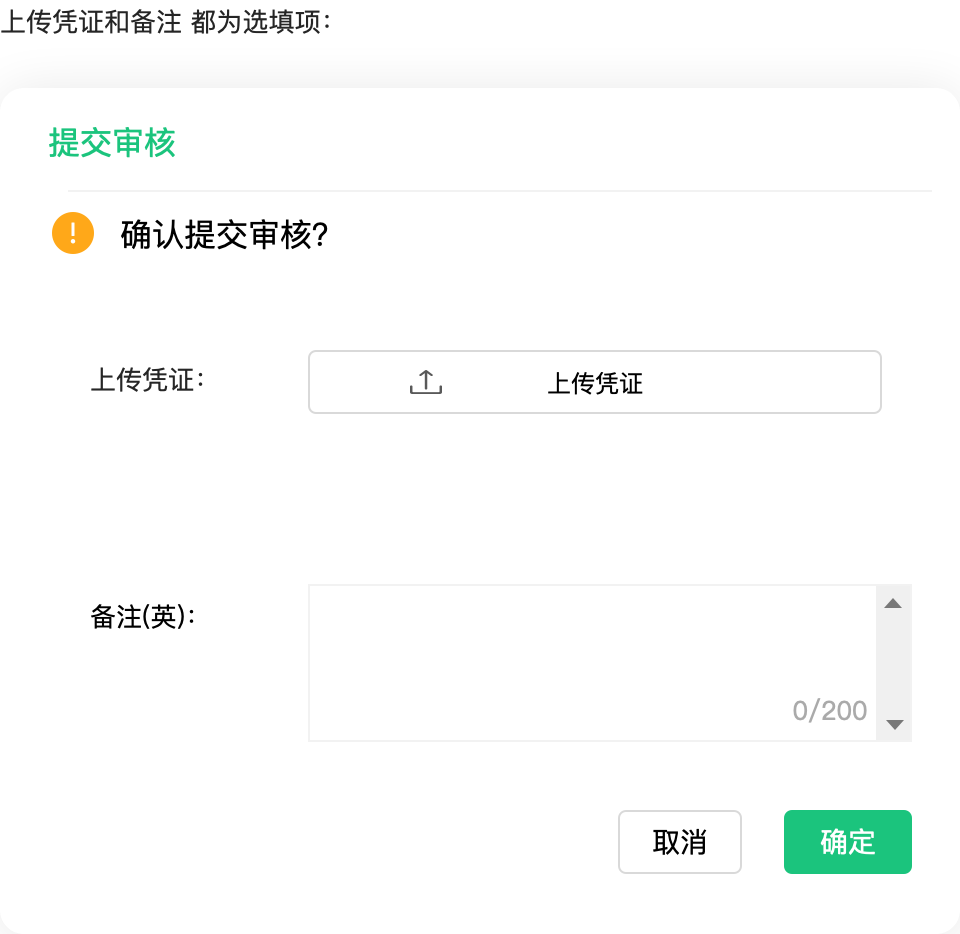 上传凭证和备注 都为选填项：
提交审核
确认提交审核?
上传凭证：
上传凭证
备注(英)：
0/200
取消
确定